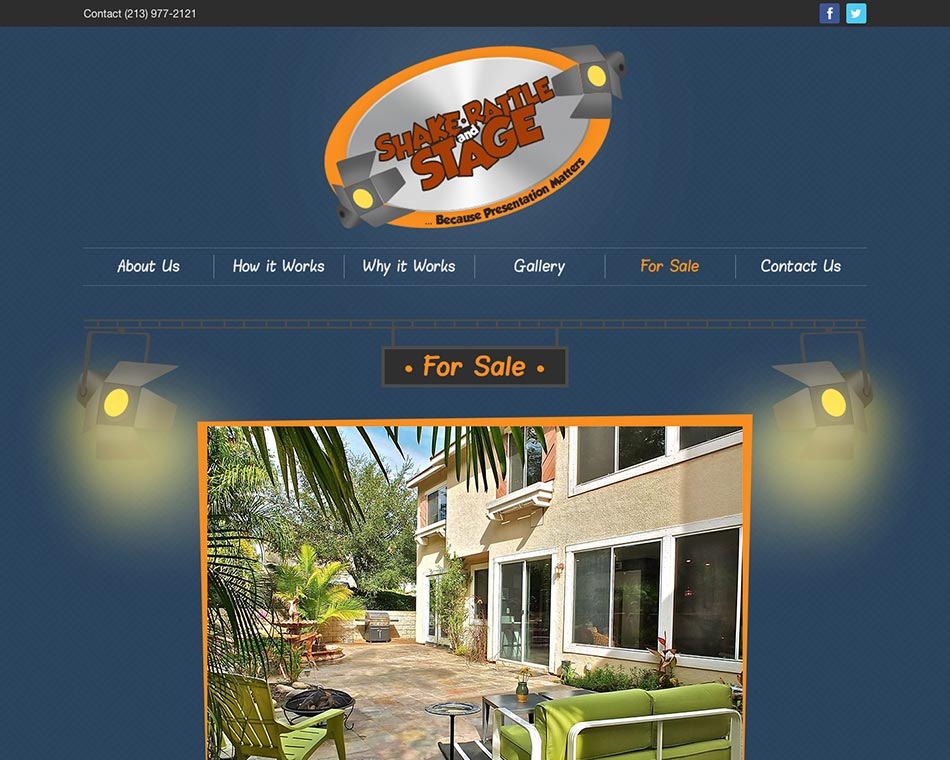 Contact (213) 977-2121
SHAKE RATTLE
and
STAGE
... Because Presentation Matters
About Us
How it Works
Why it Works
Gallery
For Sale
Contact Us
• For Sale •